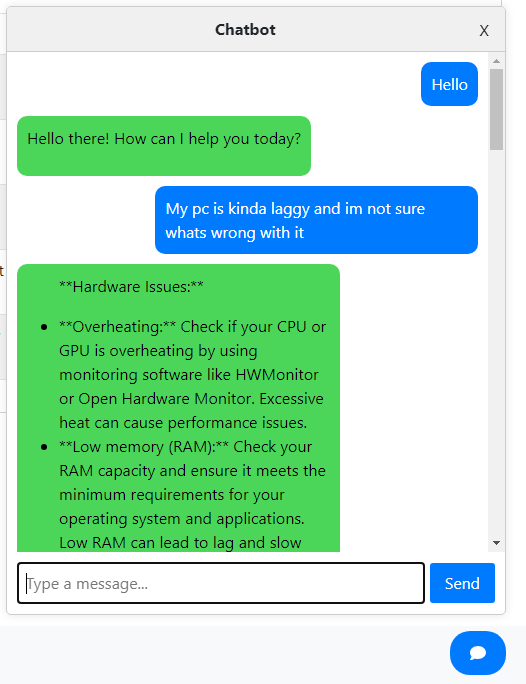 Chatbot X
Hello
Hello there! How can I help you today?
My pc is kinda laggy and im not sure
whats wrong with it
**Hardware Issues:**
**Overheating:** Check if your CPU or
GPU is overheating by using
monitoring software like HWMonitor
or Open Hardware Monitor. Excessive
heat can cause performance issues.
**Low memory (RAM):** Check your
RAM capacity and ensure it meets the
minimum requirements for your
operating system and applications.
Low RAM can lead to lag and slow
t
Type a message...
Send